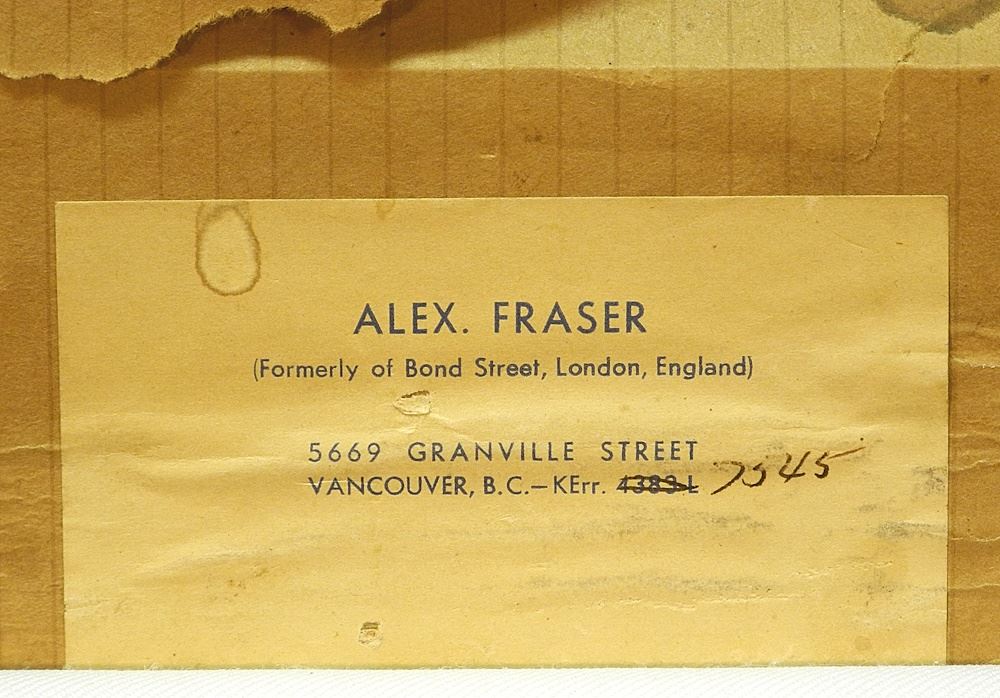 ALEX. FRASER
(Formerly of Bond Street, London, England)
5669 GRANVILLE STREET
VANCOUVER, B.C.—KErr. 4383-L 7545